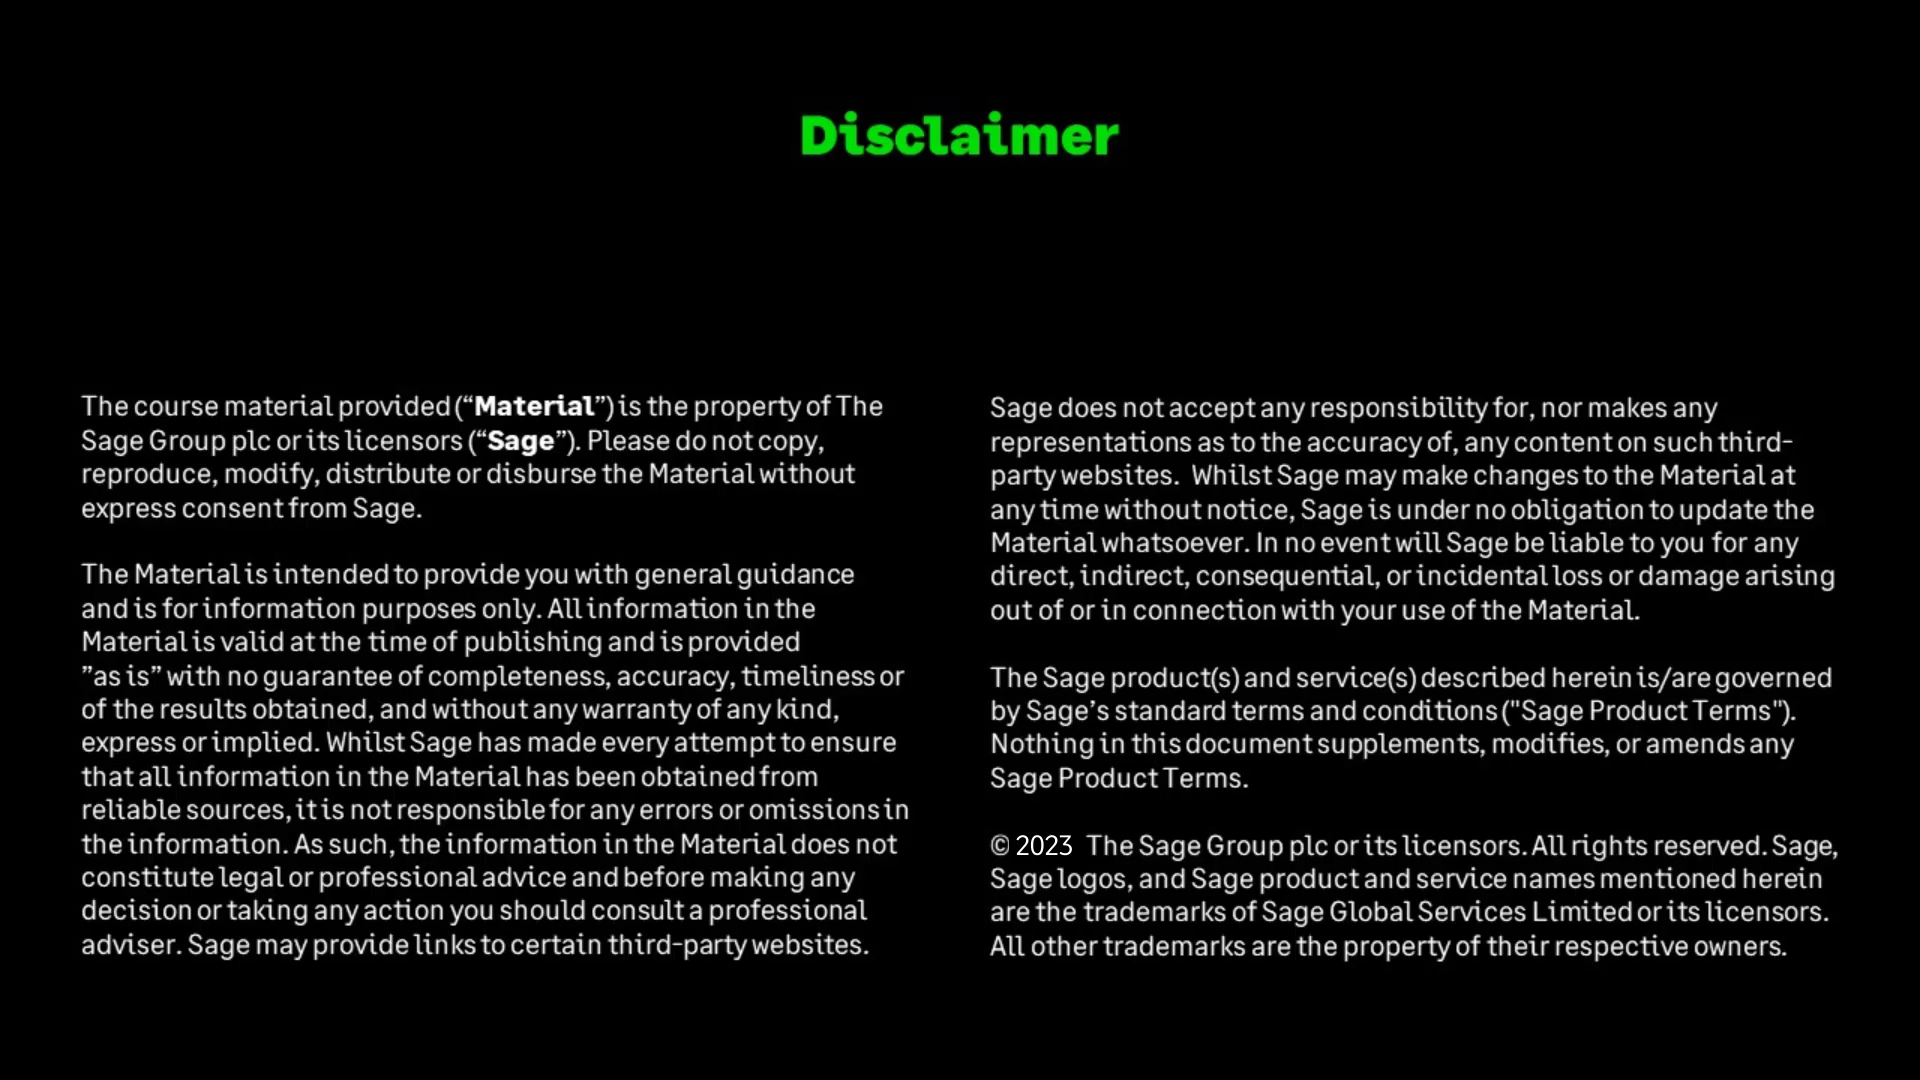 Disclaimer
The course material provided (“Material”) is the property of The
Sage Group plc or its licensors (“Sage”). Please do not copy,
reproduce, modify, distribute or disburse the Material without
express consent from Sage.
The Material is intended to provide you with general guidance
and is for information purposes only. All information in the
Material is valid at the time of publishing and is provided
”as is” with no guarantee of completeness, accuracy, timeliness or
of the results obtained, and without any warranty of any kind,
express or implied. Whilst Sage has made every attempt to ensure
that all information in the Material has been obtained from
reliable sources, it is not responsible for any errors or omissions in
the information. As such, the information in the Material does not
constitute legal or professional advice and before making any
decision or taking any action you should consult a professional
adviser. Sage may provide links to certain third-party websites.
Sage does not accept any responsibility for, nor makes any
representations as to the accuracy of, any content on such third-
party websites. Whilst Sage may make changes to the Material at
any time without notice, Sage is under no obligation to update the
Material whatsoever. In no event will Sage be liable to you for any
direct, indirect, consequential, or incidental loss or damage arising
out of or in connection with your use of the Material.
The Sage product(s) and service(s) described herein is/are governed
by Sage’s standard terms and conditions ("Sage Product Terms").
Nothing in this document supplements, modifies, or amends any
Sage Product Terms.
© 2023 The Sage Group plc or its licensors. All rights reserved. Sage,
Sage logos, and Sage product and service names mentioned herein
are the trademarks of Sage Global Services Limited or its licensors.
All other trademarks are the property of their respective owners.